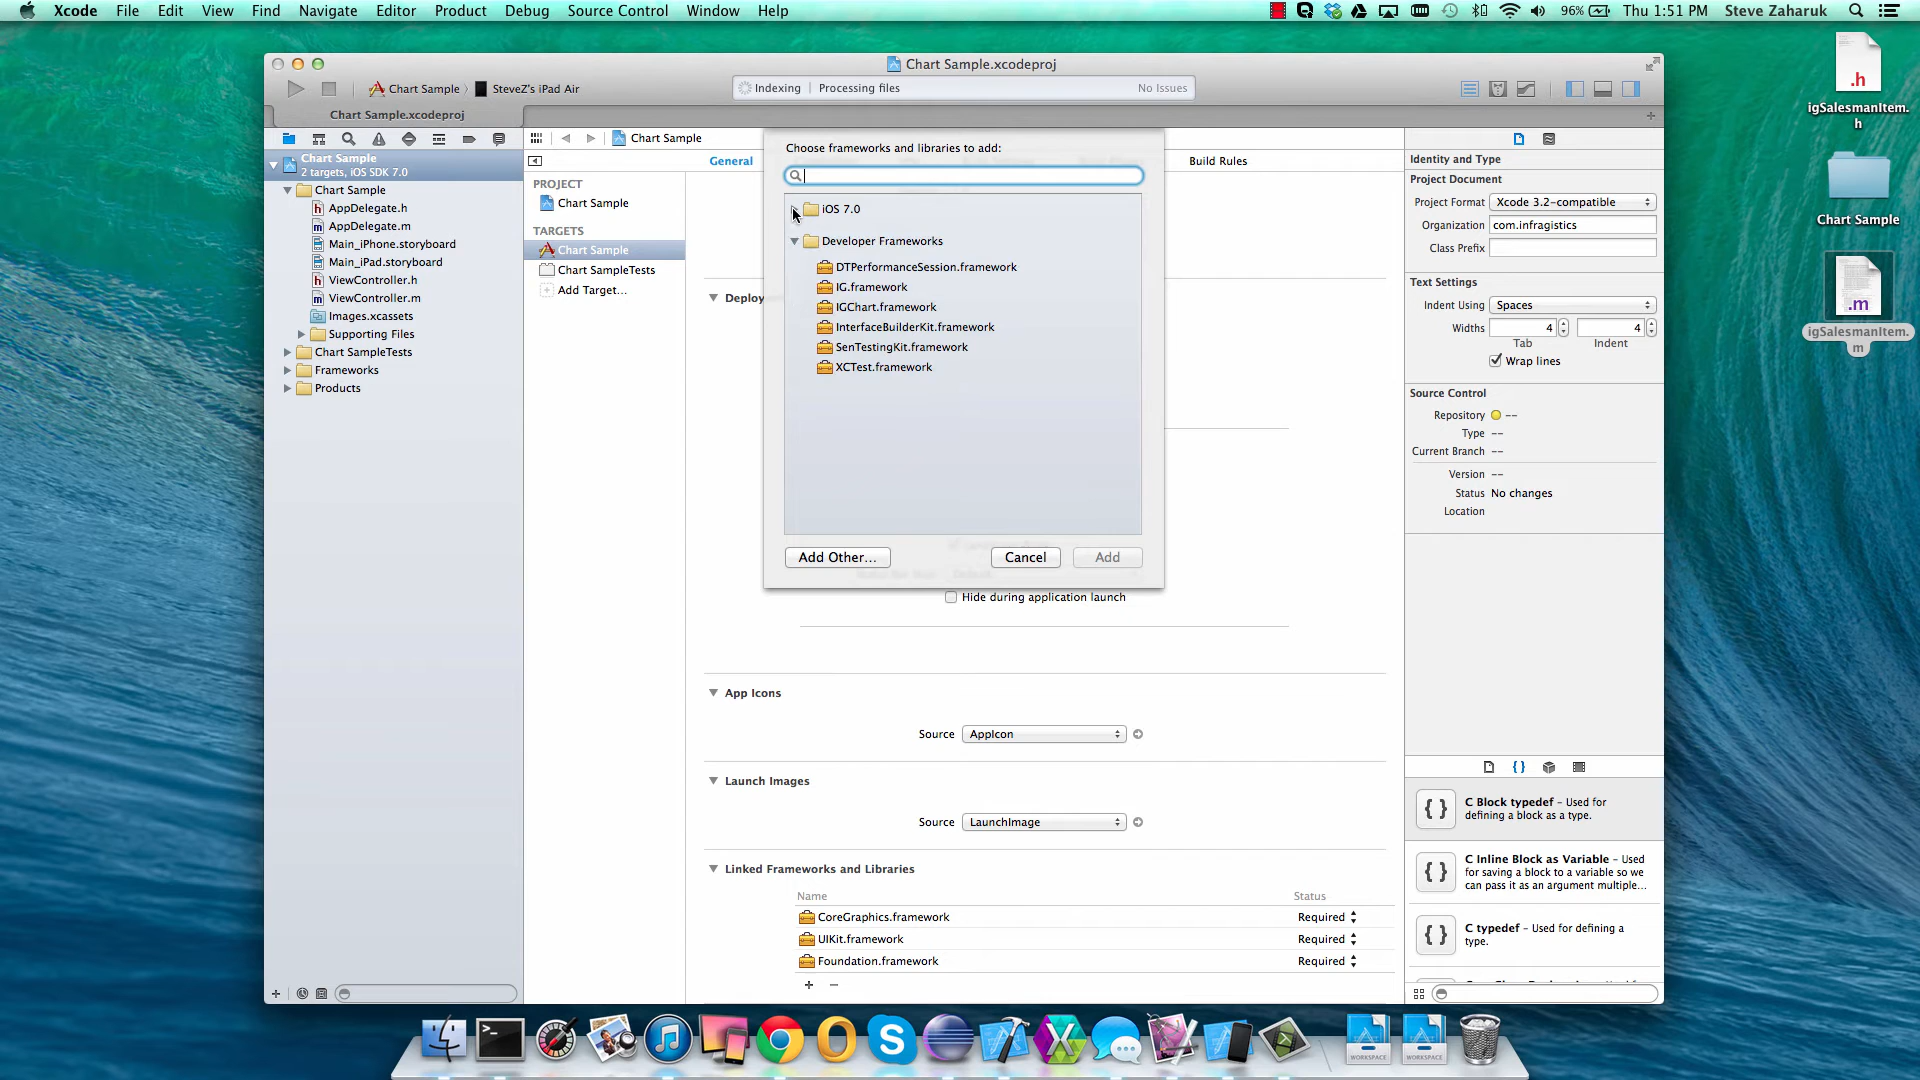 Xcode File Edit View Find Navigate Editor Product Debug Source Control Window Help 96% Thu 1:51 PM Steve Zaharuk
Chart Sample.xcodeproj
Chart Sample SteveZ's iPad Air Indexing Processing files No Issues
Chart Sample.xcodeproj
Chart Sample
2 targets, iOS SDK 7.0
Chart Sample
AppDelegate.h
AppDelegate.m
Main_iPhone.storyboard
Main_iPad.storyboard
ViewController.h
ViewController.m
Images.xcassets
Supporting Files
Chart SampleTests
Frameworks
Products
Chart Sample
General
Build Rules
PROJECT
Chart Sample
TARGETS
Chart Sample
Chart SampleTests
Add Target...
Deploy
Choose frameworks and libraries to add:
iOS 7.0
Developer Frameworks
DTPerformanceSession.framework
IG.framework
IGChart.framework
InterfaceBuilderKit.framework
SenTestingKit.framework
XCTest.framework
Add Other...
Cancel
Add
Hide during application launch
App Icons
Source AppIcon
Launch Images
Source LaunchImage
Linked Frameworks and Libraries
Name Status
CoreGraphics.framework Required
UIKit.framework Required
Foundation.framework Required
+ −
Identity and Type
Project Document
Project Format Xcode 3.2-compatible
Organization com.infragistics
Class Prefix
Text Settings
Indent Using Spaces
Widths 4 4
Tab Indent
Wrap lines
Source Control
Repository --
Type --
Current Branch --
Version --
Status No changes
Location
{ } C Block typedef – Used for
defining a block as a type.
{ } C Inline Block as Variable – Used
for saving a block to a variable so we
can pass it as an argument multiple...
{ } C typedef – Used for defining a
type.
.h
igSalesmanItem.
h
Chart Sample
.m
igSalesmanItem.
m
WORKSPACE
WORKSPACE